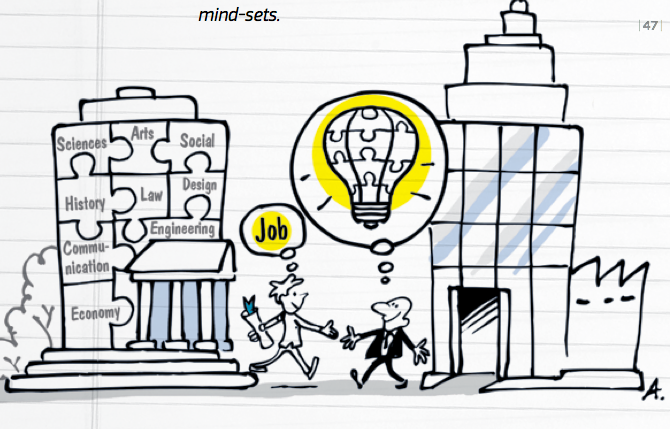 mind-sets.
|47|
Sciences
Arts
Social
History
Law
Design
Engineering
Commu-
nication
Economy
Job
A.